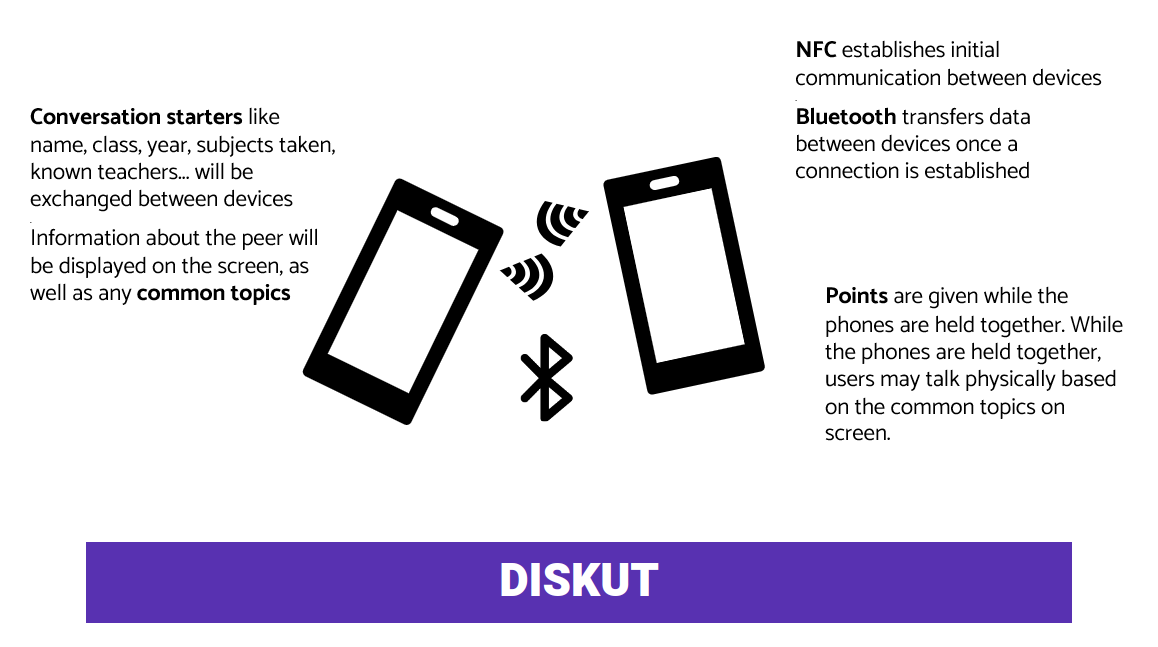 Conversation starters like
name, class, year, subjects taken,
known teachers... will be
exchanged between devices
Information about the peer will
be displayed on the screen, as
well as any common topics
NFC establishes initial
communication between devices
Bluetooth transfers data
between devices once a
connection is established
Points are given while the
phones are held together. While
the phones are held together,
users may talk physically based
on the common topics on
screen.
DISKUT